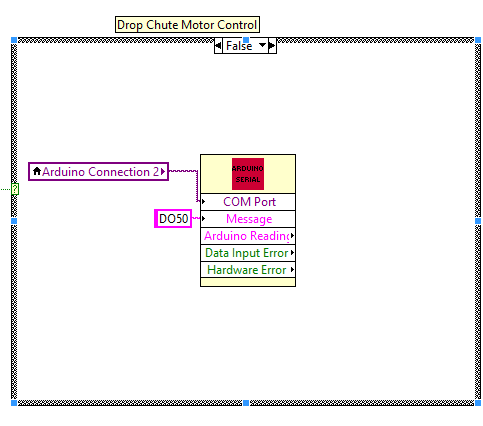 Drop Chute Motor Control
False
Arduino Connection 2
ARDUINO
SERIAL
?
COM Port
DO50
Message
Arduino Reading
Data Input Error
Hardware Error